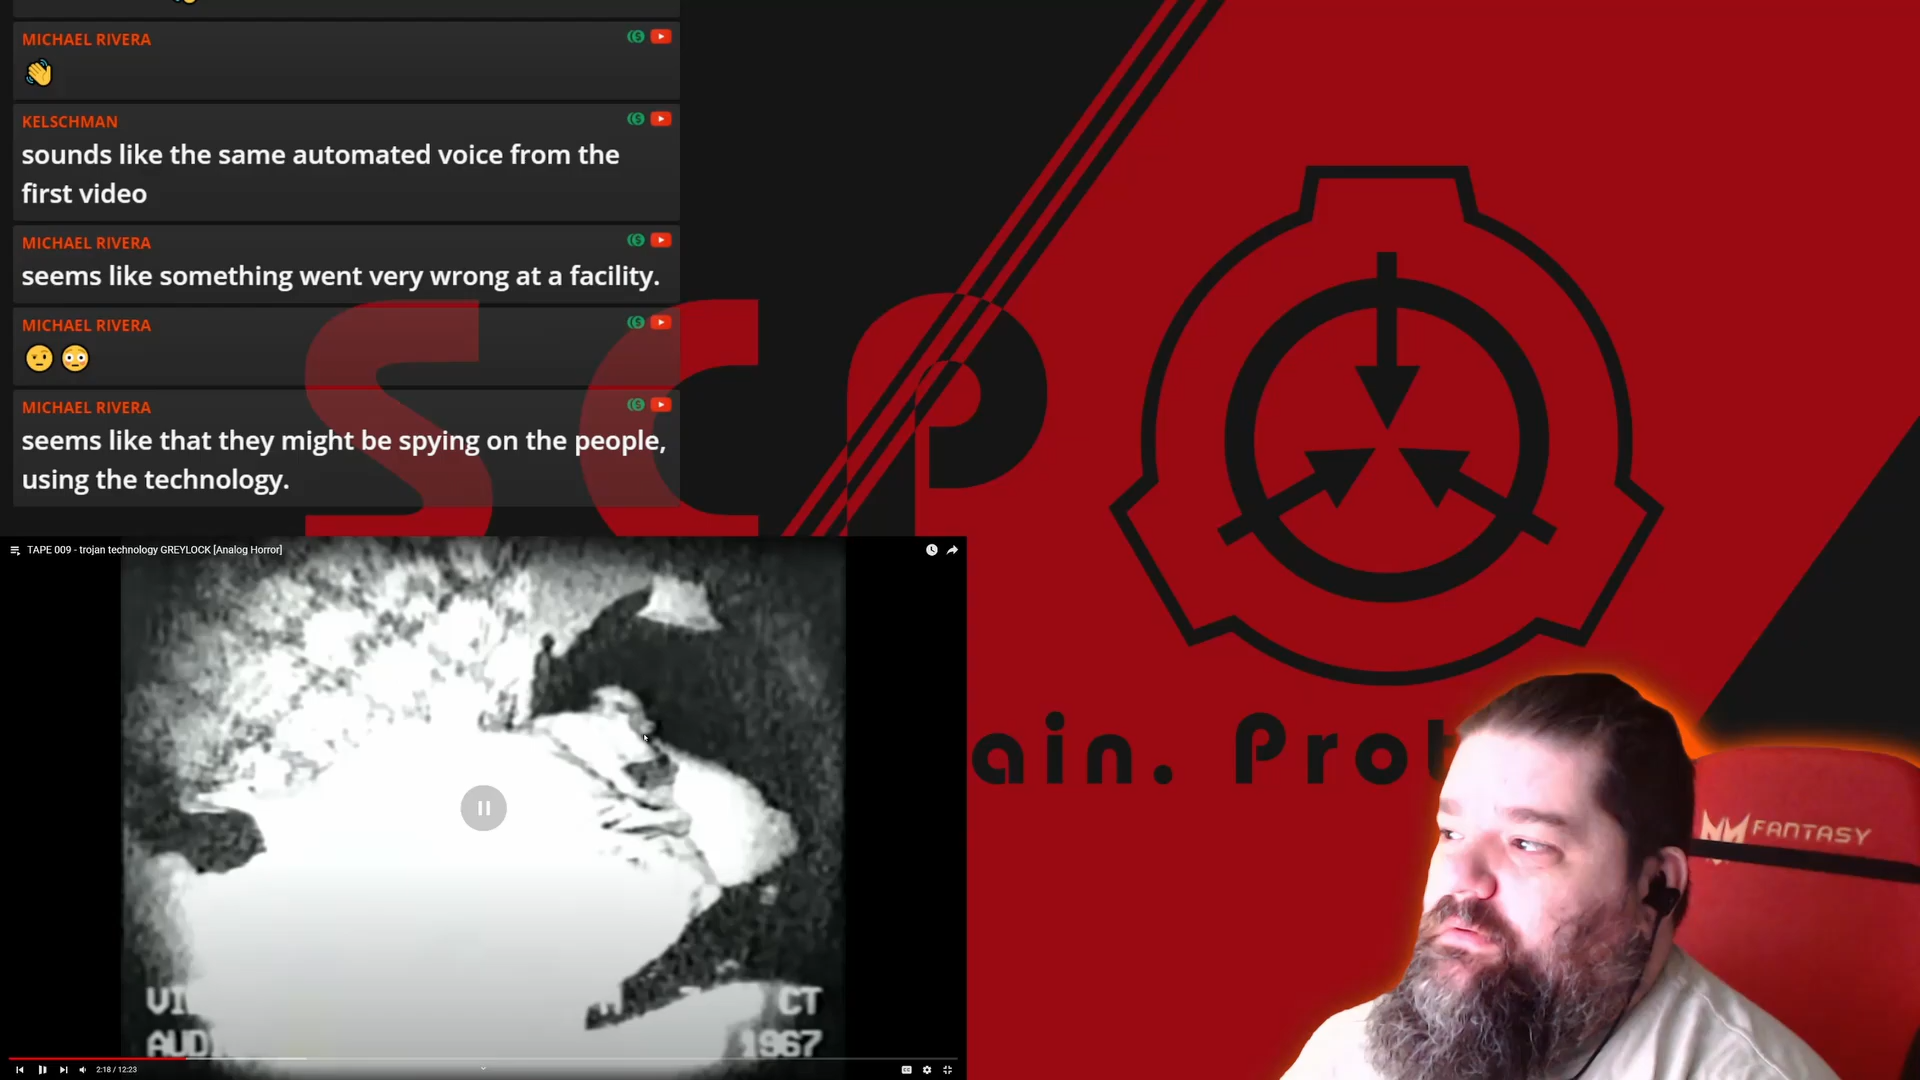 MICHAEL RIVERA
KELSCHMAN
sounds like the same automated voice from the
first video
MICHAEL RIVERA
seems like something went very wrong at a facility.
MICHAEL RIVERA
MICHAEL RIVERA
seems like that they might be spying on the people,
using the technology.
SCP
TAPE 009 - trojan technology GREYLOCK [Analog Horror]
ain. Prot
FANTASY
VI
CT
AUD
1967
2:18 / 12:23